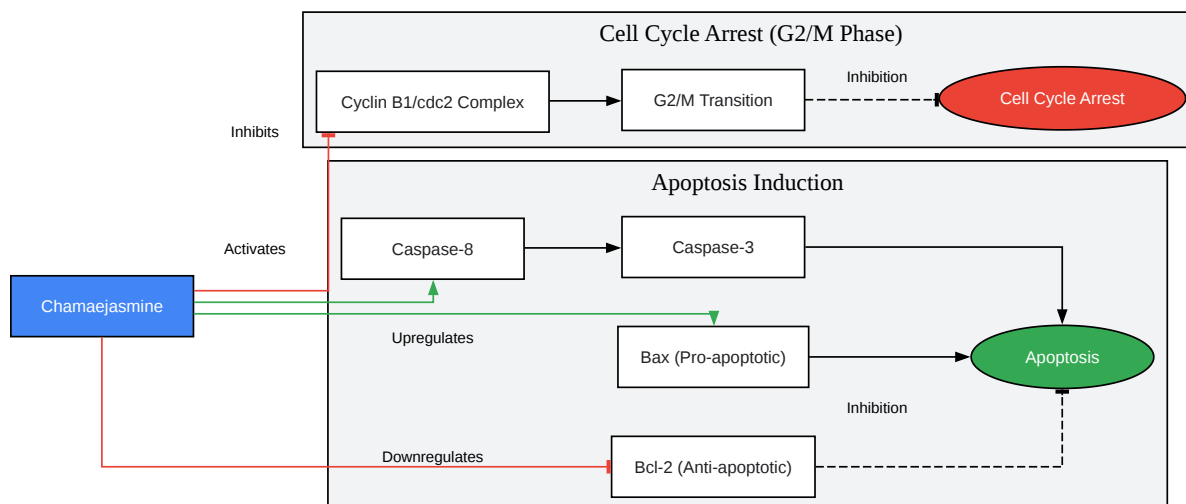 Cell Cycle Arrest (G2/M Phase)
Cyclin B1/cdc2 Complex
G2/M Transition
Inhibition
Cell Cycle Arrest
Inhibits
Apoptosis Induction
Activates
Caspase-8
Caspase-3
Chamaejasmine
Upregulates
Bax (Pro-apoptotic)
Apoptosis
Inhibition
Downregulates
Bcl-2 (Anti-apoptotic)